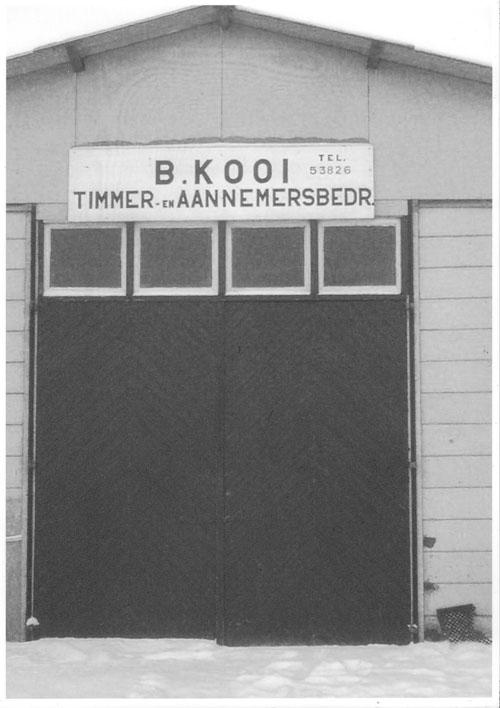 B. KOOI
TEL. 53826
TIMMER- EN AANNEMERSBEDR.